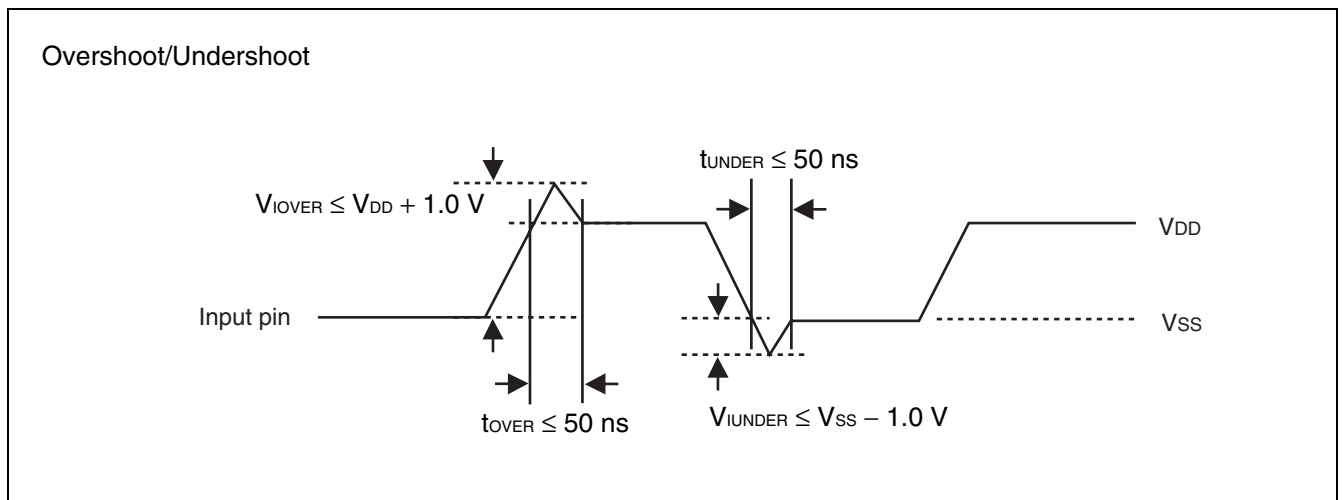 Overshoot/Undershoot
tUNDER ≤ 50 ns
VIOVER ≤ VDD + 1.0 V
VDD
Input pin
VSS
tOVER ≤ 50 ns
VIUNDER ≤ VSS − 1.0 V